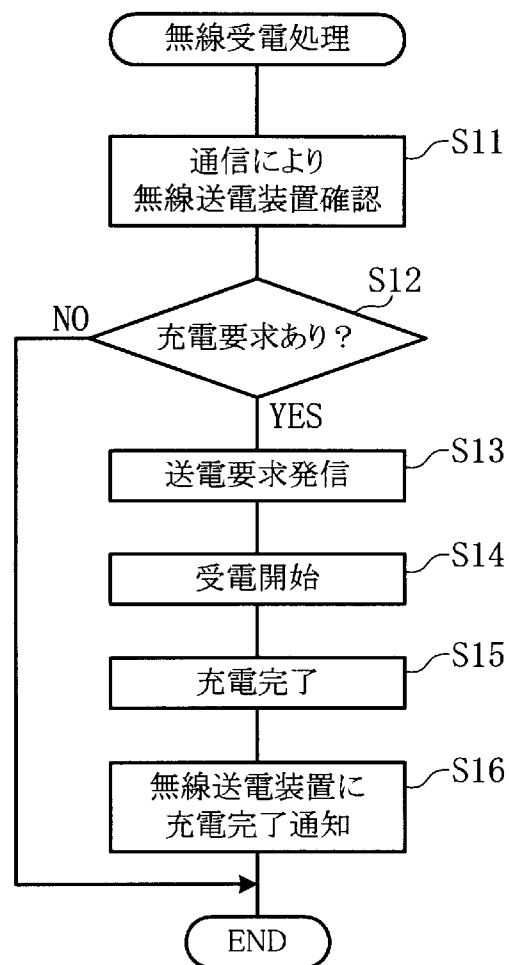 無線受電処理
通信により
無線送電装置確認
S11
充電要求あり？
S12
NO
YES
送電要求発信
S13
受電開始
S14
充電完了
S15
無線送電装置に
充電完了通知
S16
END